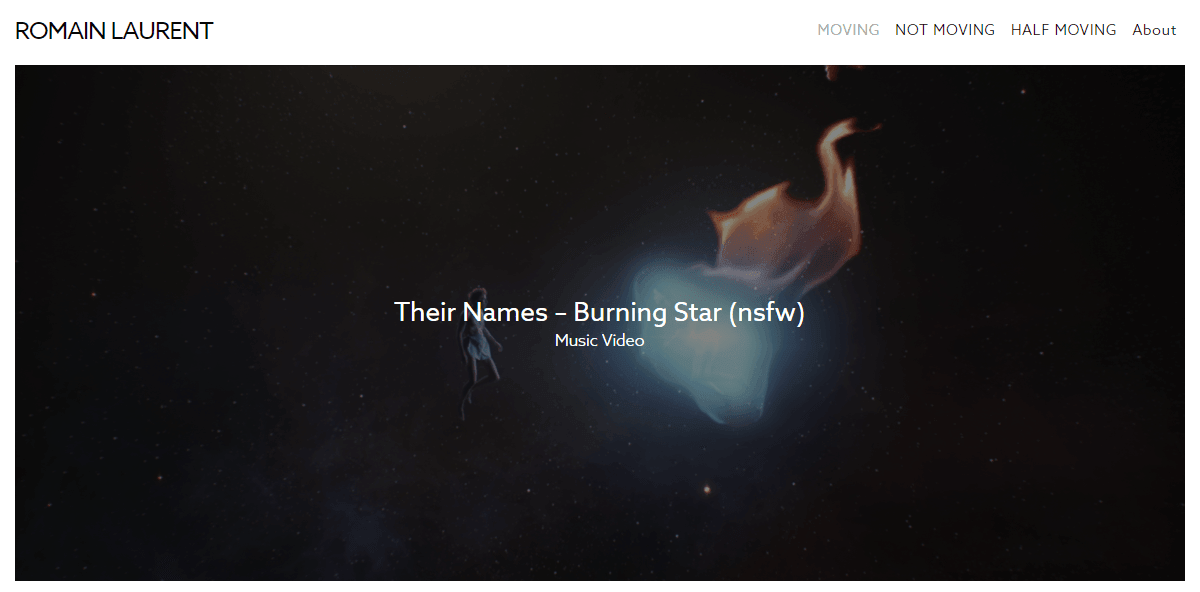 ROMAIN LAURENT
MOVING NOT MOVING HALF MOVING About
Their Names – Burning Star (nsfw)
Music Video